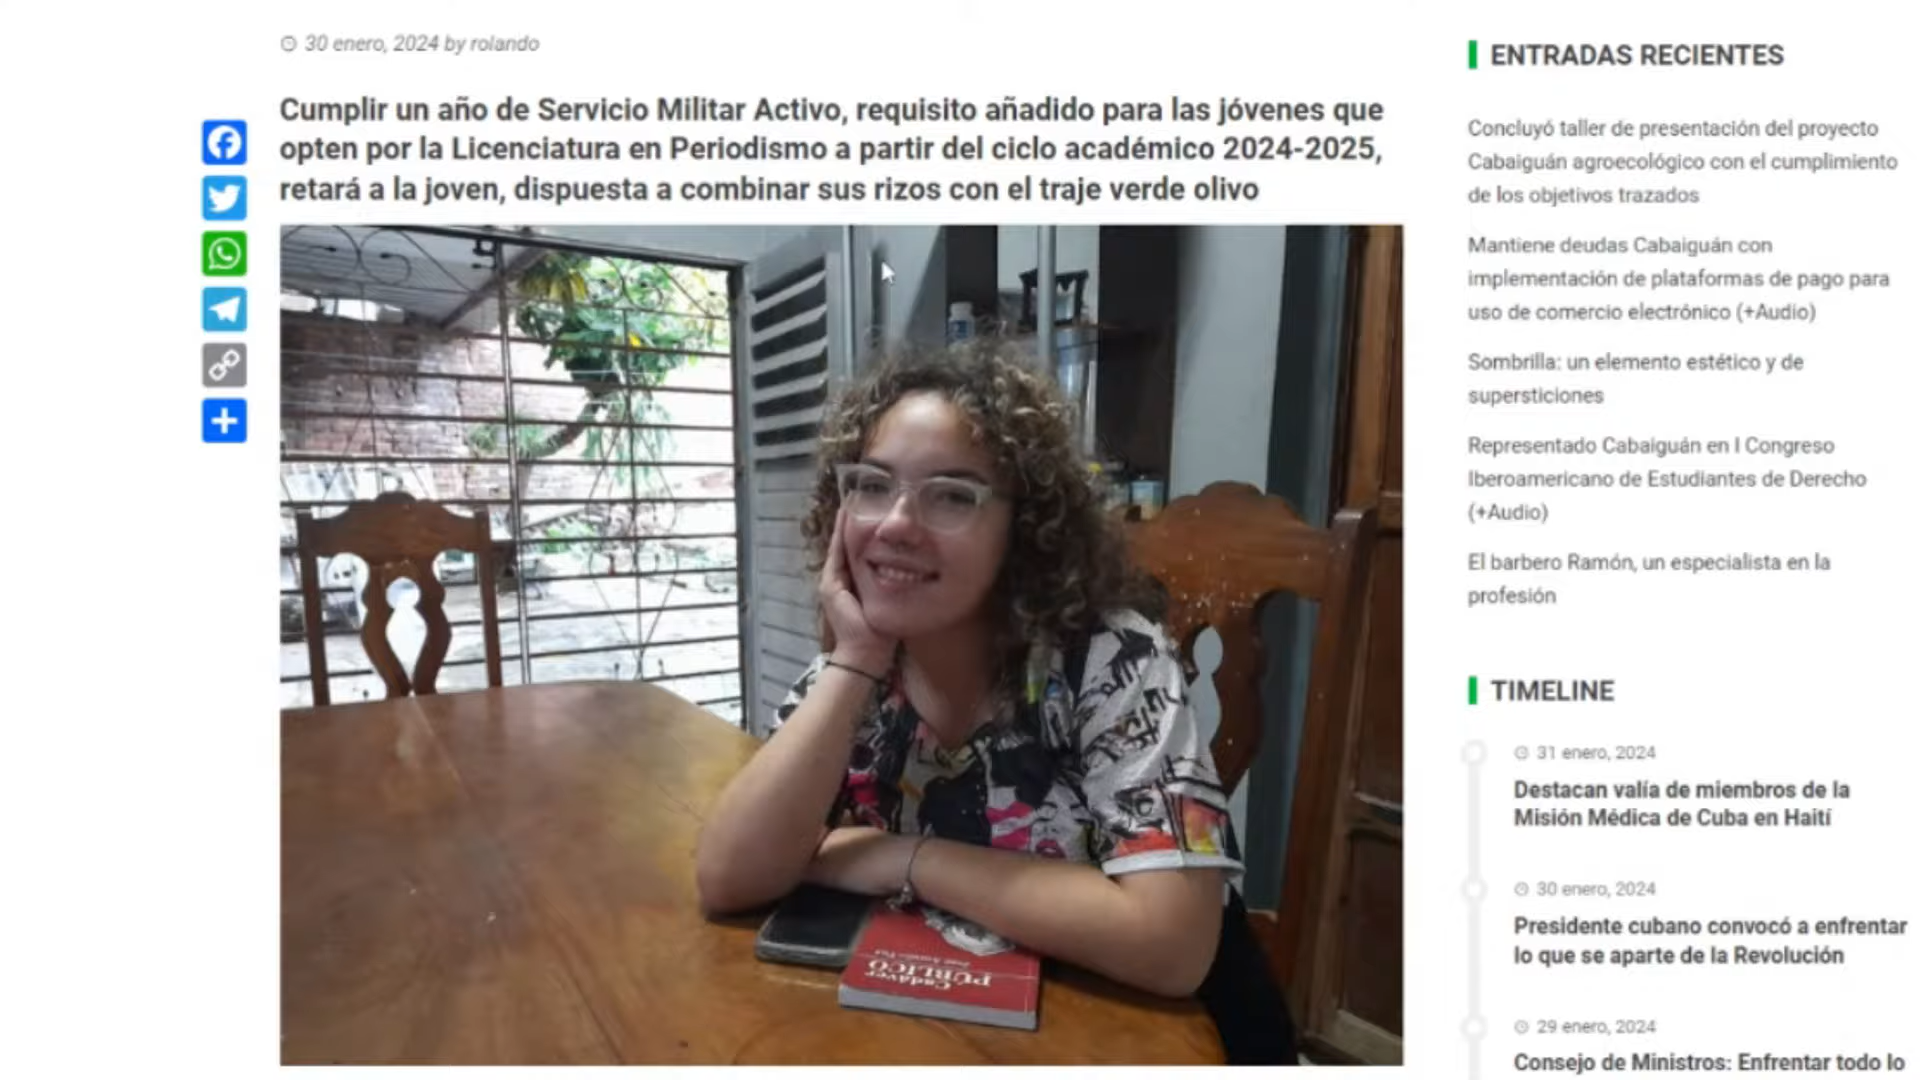 30 enero, 2024 by rolando
Cumplir un año de Servicio Militar Activo, requisito añadido para las jóvenes que
opten por la Licenciatura en Periodismo a partir del ciclo académico 2024-2025,
retará a la joven, dispuesta a combinar sus rizos con el traje verde olivo
Cadáver
PÚBLICO
ENTRADAS RECIENTES
Concluyó taller de presentación del proyecto
Cabaiguán agroecológico con el cumplimiento
de los objetivos trazados
Mantiene deudas Cabaiguán con
implementación de plataformas de pago para
uso de comercio electrónico (+Audio)
Sombrilla: un elemento estético y de
supersticiones
Representado Cabaiguán en I Congreso
Iberoamericano de Estudiantes de Derecho
(+Audio)
El barbero Ramón, un especialista en la
profesión
TIMELINE
31 enero, 2024
Destacan valía de miembros de la
Misión Médica de Cuba en Haití
30 enero, 2024
Presidente cubano convocó a enfrentar
lo que se aparte de la Revolución
29 enero, 2024
Consejo de Ministros: Enfrentar todo lo